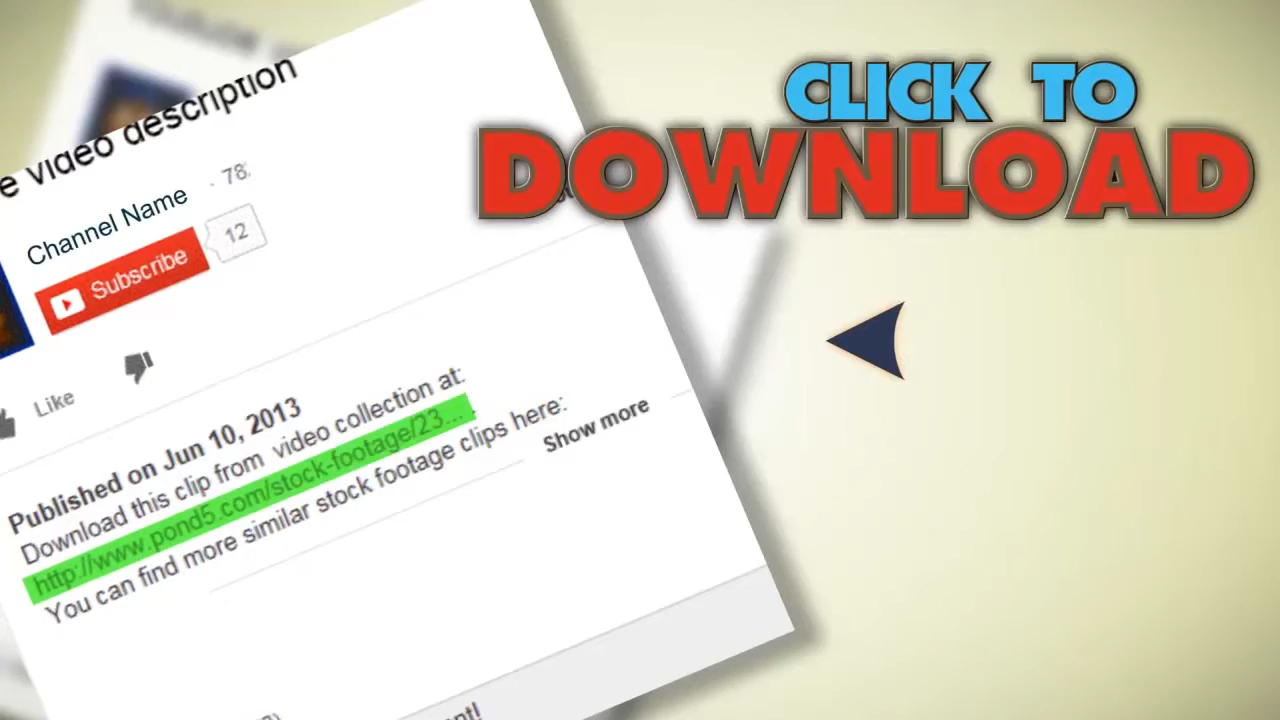 CLICK TO
DOWNLOAD
e video description
Channel Name
Subscribe
12
Like
Published on Jun 10, 2013
Download this clip from video collection at:
http://www.pond5.com/stock-footage/23...
You can find more similar stock footage clips here:
Show more